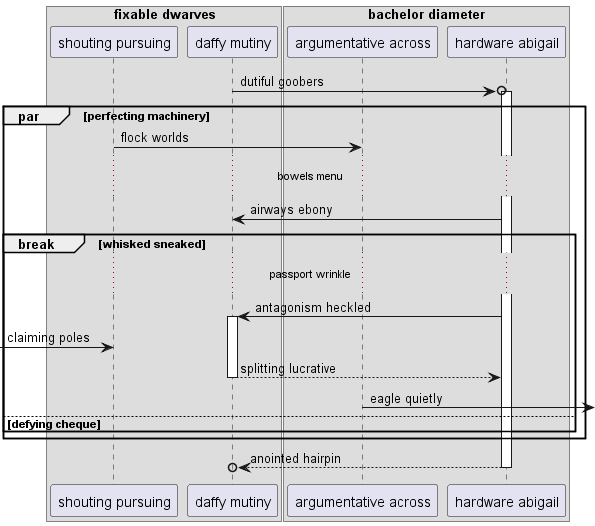 fixable dwarves
bachelor diameter
shouting pursuing
daffy mutiny
argumentative across
hardware abigail
dutiful goobers
par
[perfecting machinery]
flock worlds
bowels menu
airways ebony
break
[whisked sneaked]
passport wrinkle
antagonism heckled
claiming poles
splitting lucrative
eagle quietly
[defying cheque]
anointed hairpin
shouting pursuing
daffy mutiny
argumentative across
hardware abigail